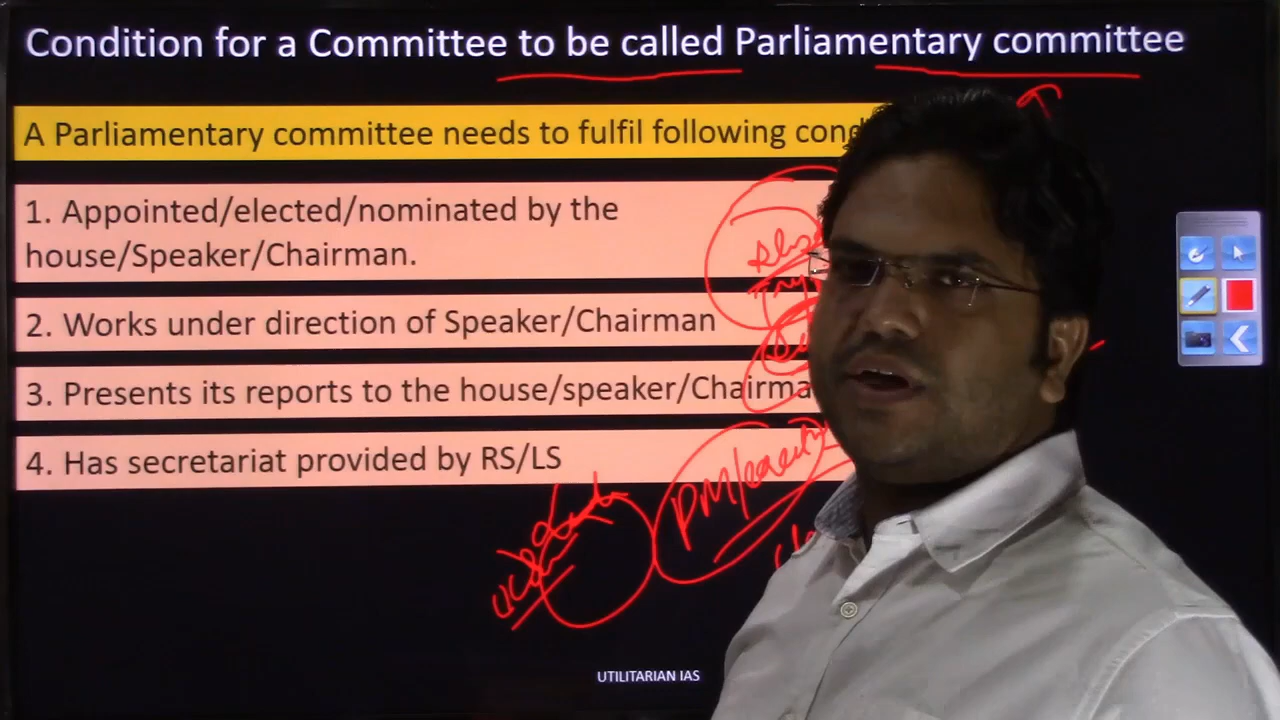 Condition for a Committee to be called Parliamentary committee
A Parliamentary committee needs to fulfil following cond
1. Appointed/elected/nominated by the
house/Speaker/Chairman.
2. Works under direction of Speaker/Chairman
3. Presents its reports to the house/speaker/Chairma
4. Has secretariat provided by RS/LS
PM/
UTILITARIAN IAS